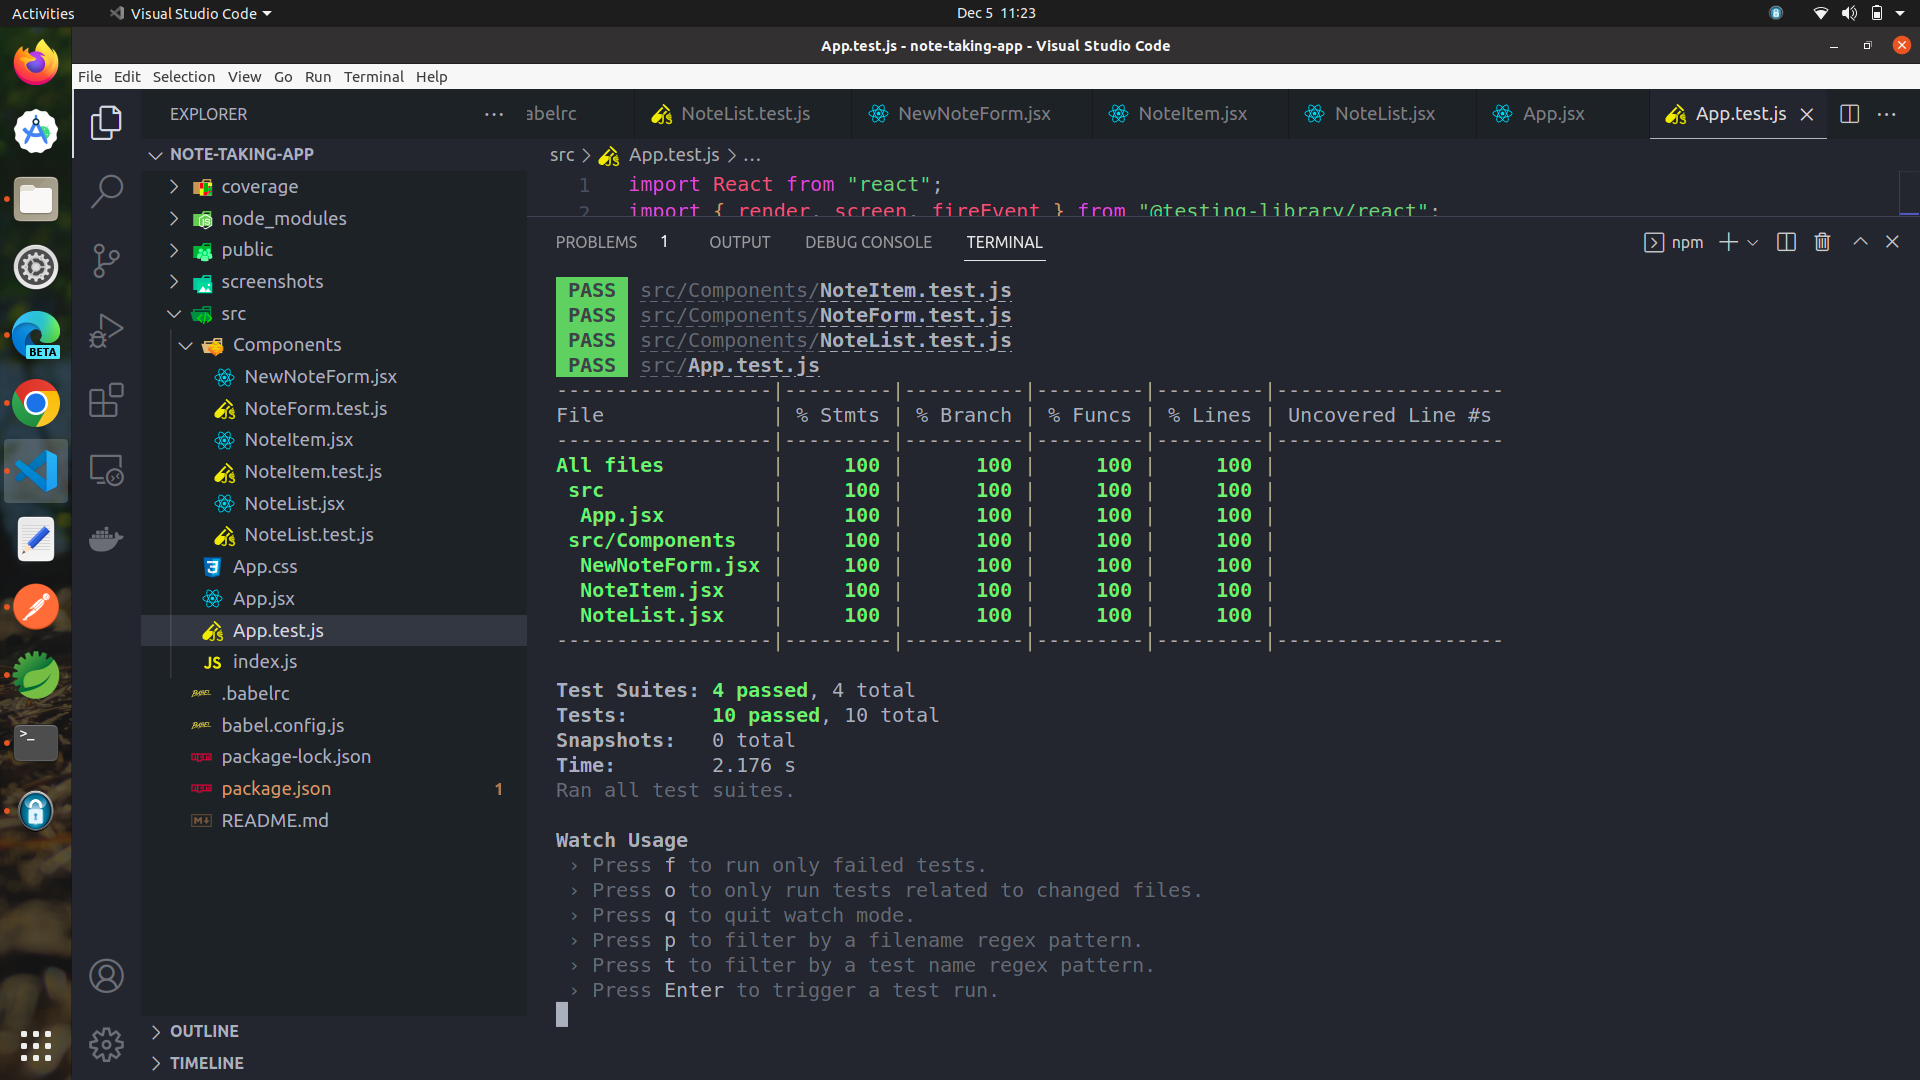 Activities Visual Studio Code Dec 5 11:23
App.test.js - note-taking-app - Visual Studio Code
File Edit Selection View Go Run Terminal Help
EXPLORER
NOTE-TAKING-APP
coverage
node_modules
public
screenshots
src
Components
NewNoteForm.jsx
NoteForm.test.js
NoteItem.jsx
NoteItem.test.js
NoteList.jsx
NoteList.test.js
App.css
App.jsx
App.test.js
index.js
.babelrc
babel.config.js
package-lock.json
package.json 1
README.md
OUTLINE
TIMELINE
BETA
abelrc NoteList.test.js NewNoteForm.jsx NoteItem.jsx NoteList.jsx App.jsx App.test.js
src > App.test.js > ...
1 import React from "react";
2 import { render, screen, fireEvent } from "@testing-library/react";
PROBLEMS 1 OUTPUT DEBUG CONSOLE TERMINAL npm
PASS src/Components/NoteItem.test.js
PASS src/Components/NoteForm.test.js
PASS src/Components/NoteList.test.js
PASS src/App.test.js
------------------|---------|----------|---------|---------|-------------------
File | % Stmts | % Branch | % Funcs | % Lines | Uncovered Line #s
------------------|---------|----------|---------|---------|-------------------
All files | 100 | 100 | 100 | 100 |
src | 100 | 100 | 100 | 100 |
App.jsx | 100 | 100 | 100 | 100 |
src/Components | 100 | 100 | 100 | 100 |
NewNoteForm.jsx | 100 | 100 | 100 | 100 |
NoteItem.jsx | 100 | 100 | 100 | 100 |
NoteList.jsx | 100 | 100 | 100 | 100 |
------------------|---------|----------|---------|---------|-------------------
Test Suites: 4 passed, 4 total
Tests: 10 passed, 10 total
Snapshots: 0 total
Time: 2.176 s
Ran all test suites.
Watch Usage
› Press f to run only failed tests.
› Press o to only run tests related to changed files.
› Press q to quit watch mode.
› Press p to filter by a filename regex pattern.
› Press t to filter by a test name regex pattern.
› Press Enter to trigger a test run.